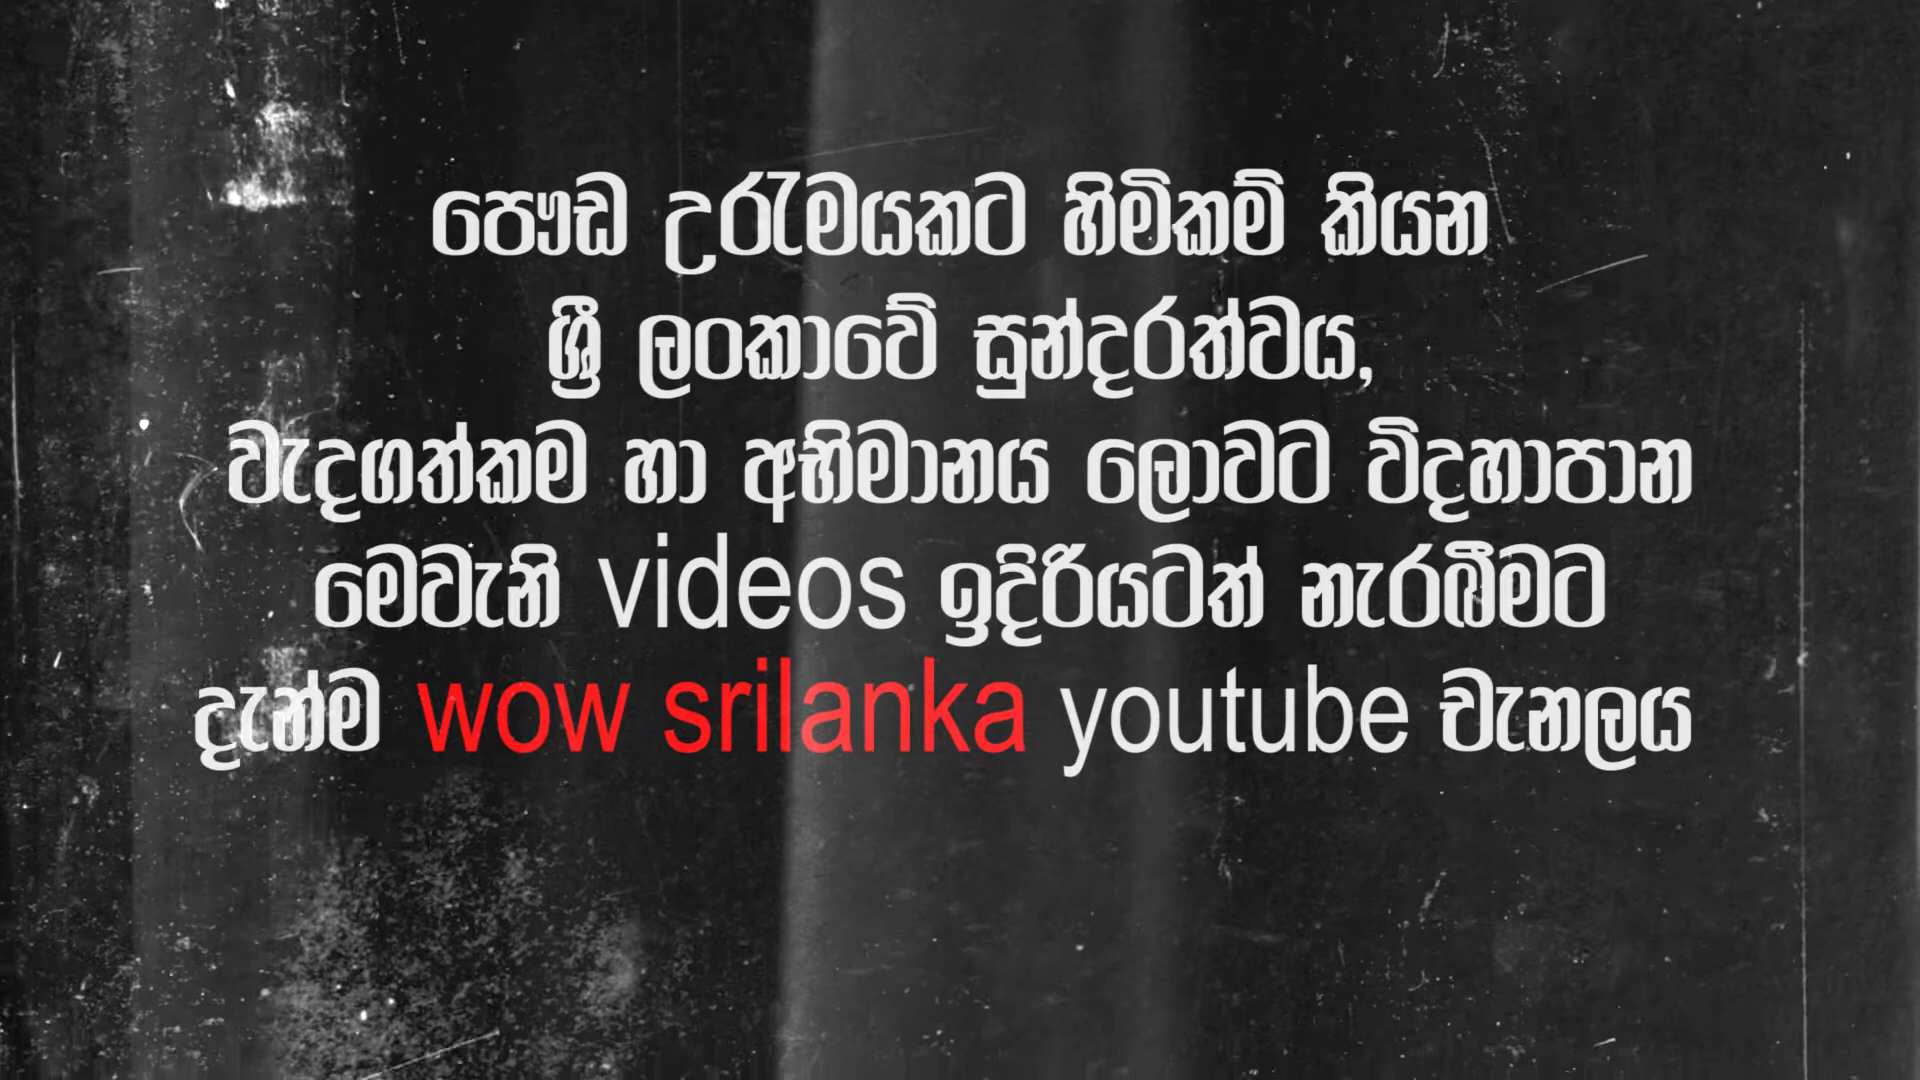 පෞඩ උරැමයකට හිමිකම් කියන
ශ්‍රී ලංකාවේ සුන්දරත්වය,
වැදගත්කම හා අභිමානය ලොවට විදහාපාන
මෙවැනි videos ඉදිරියටත් නැරඹීමට
දැන්ම wow srilanka youtube චැනලය